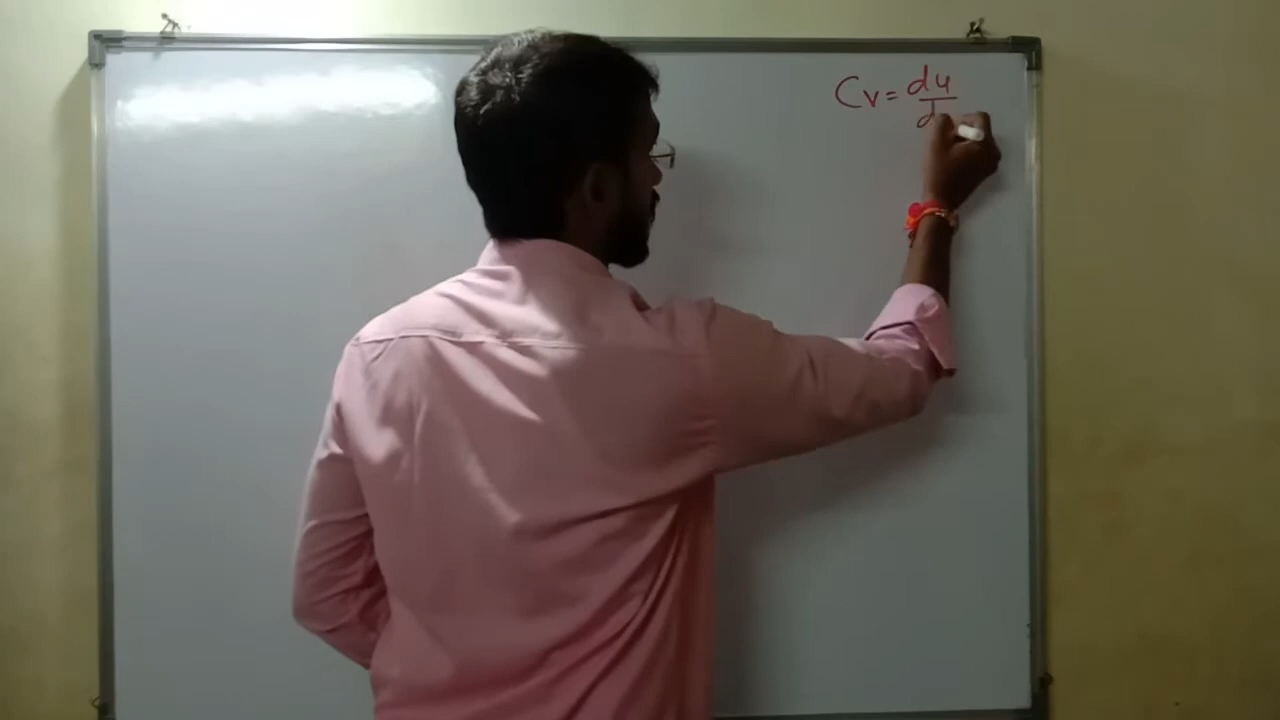 Cv = du/d